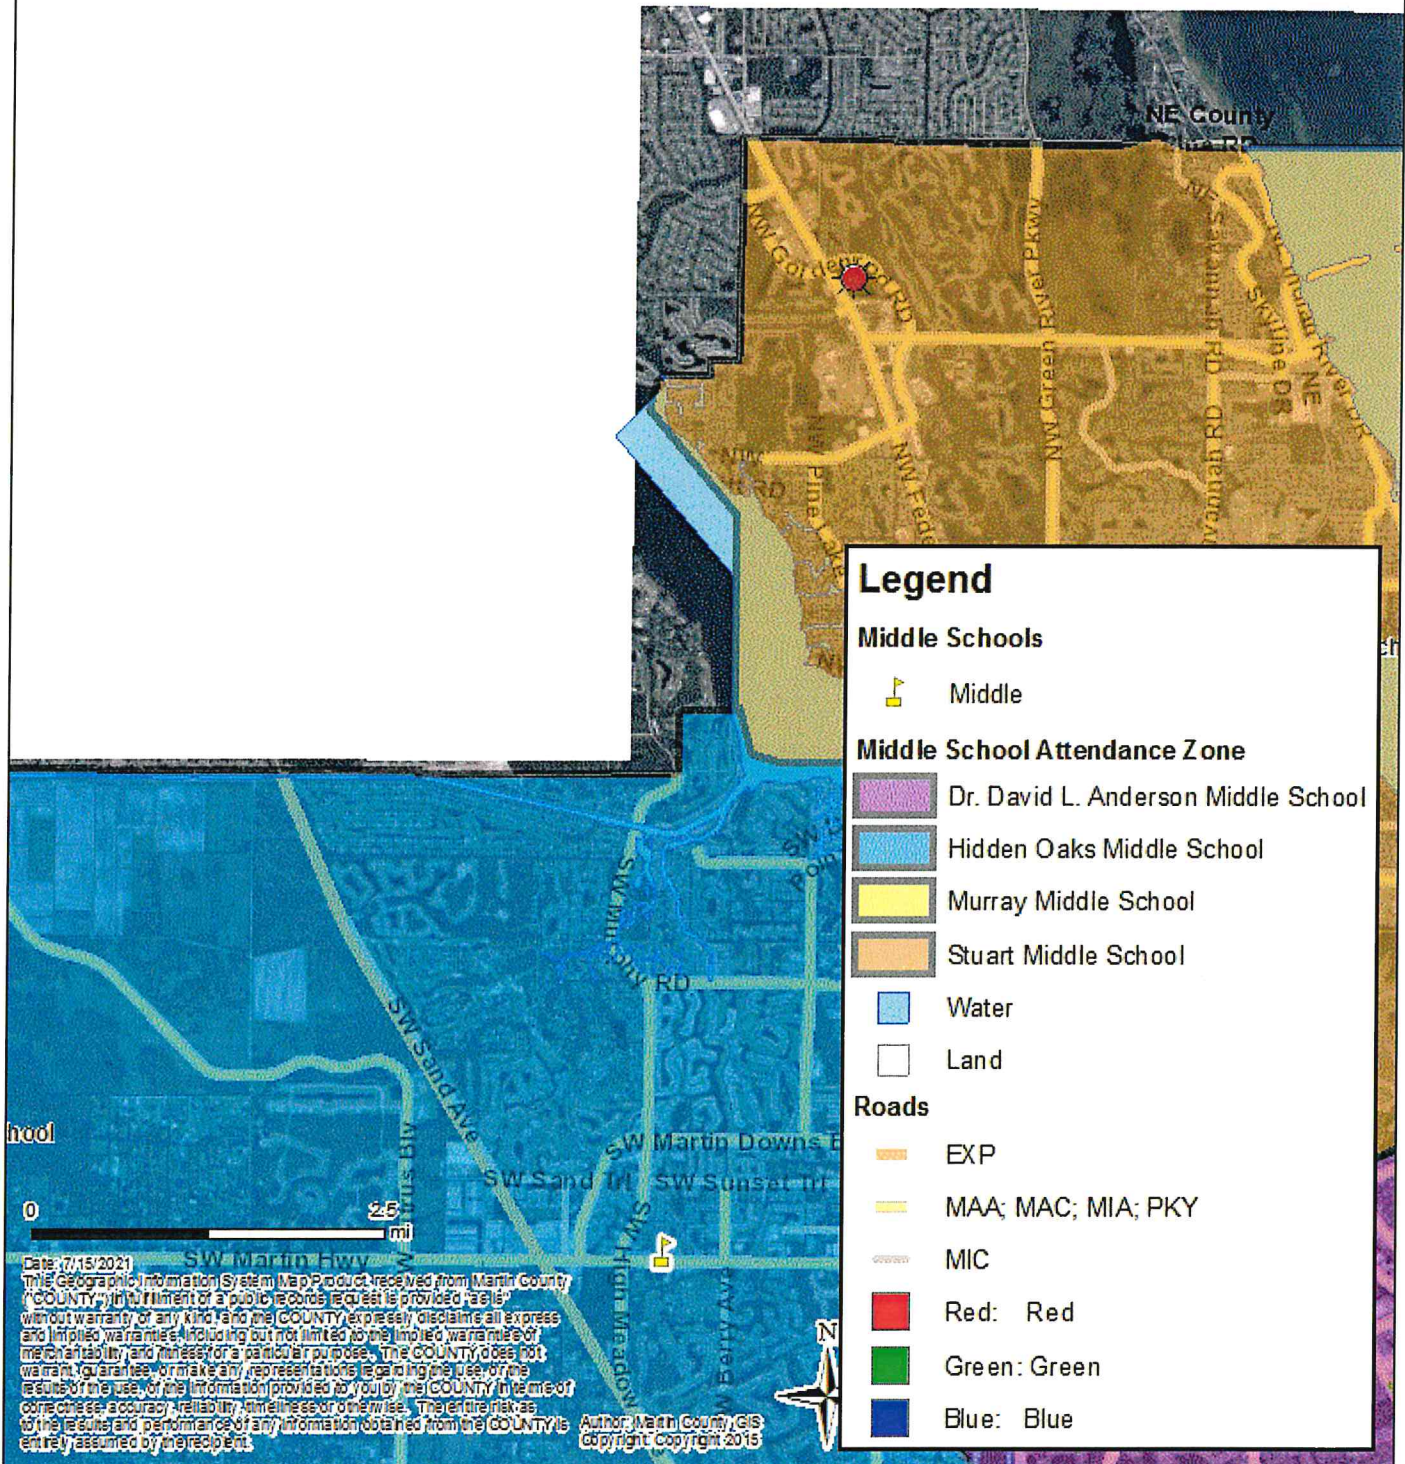 NE County
NW Golden
RD
NW Green River Pkwy
Skyline DR
NE
NW
RD
NW Pine Lake
NW Fede
Legend
Middle Schools
Middle
Middle School Attendance Zone
Dr. David L. Anderson Middle School
Hidden Oaks Middle School
Murray Middle School
Stuart Middle School
Water
Land
Roads
EXP
MAA; MAC; MIA; PKY
MIC
Red: Red
Green: Green
Blue: Blue
SW Sand Ave
RD
SW Martin Downs B
SW Sand Trl
SW Sunset Trl
SW High Meadow
W Berry Ave
SW Martin Hwy
hool
0 2.5
mi
N
Date: 7/15/2021
This Geographic Information System Map Product, received from Martin County
("COUNTY") in fulfillment of a public records request is provided "as is"
without warranty of any kind, and the COUNTY expressly disclaims all express
and implied warranties, including but not limited to the implied warranties of
merchantability and fitness for a particular purpose. The COUNTY does not
warrant, guarantee, or make any representations regarding the use, or the
results of the use, of the information provided to you by the COUNTY in terms of
correctness, accuracy, reliability, timeliness or otherwise. The entire risk as
to the results and performance of any information obtained from the COUNTY is
entirely assumed by the recipient.
Author: Martin County, GIS
Copyright: Copyright 2015